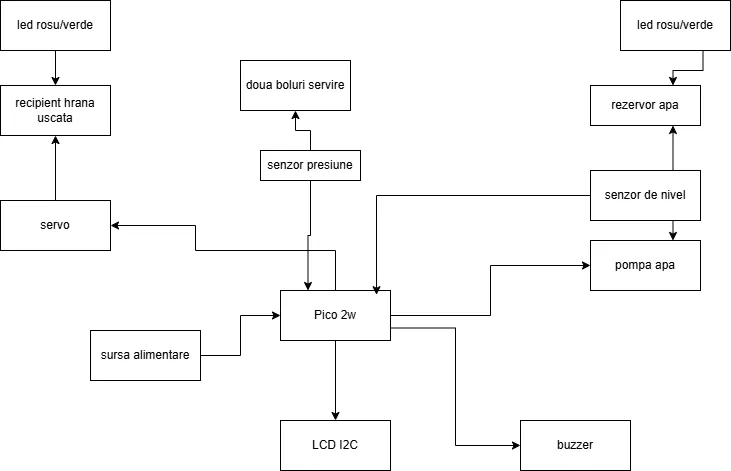 led rosu/verde
led rosu/verde
doua boluri servire
recipient hrana
uscata
rezervor apa
senzor presiune
senzor de nivel
servo
pompa apa
Pico 2w
sursa alimentare
LCD I2C
buzzer